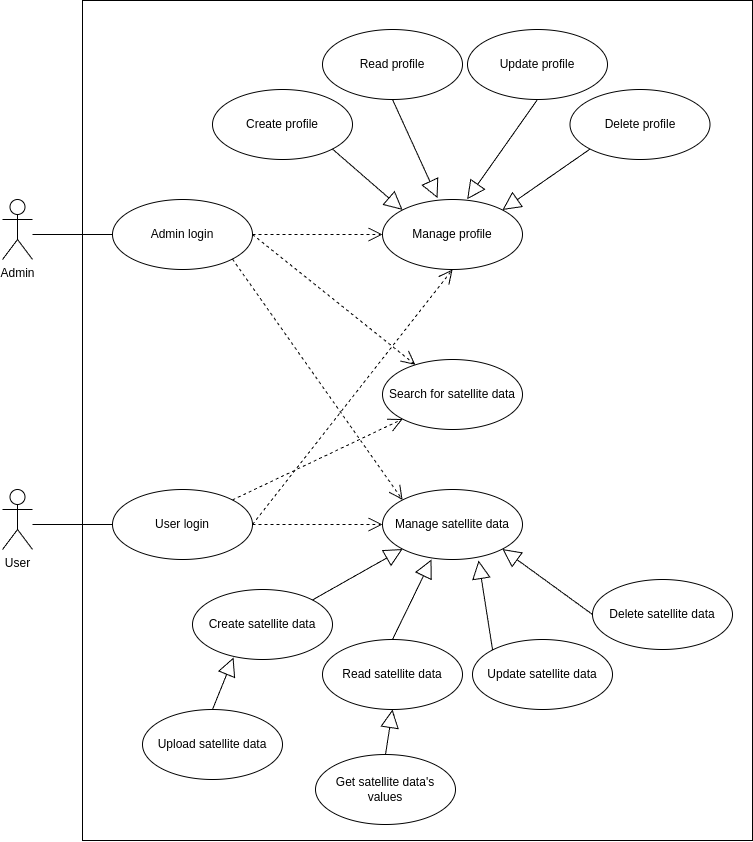 Read profile
Update profile
Create profile
Delete profile
Admin login
Manage profile
Admin
Search for satellite data
User login
Manage satellite data
User
Create satellite data
Delete satellite data
Read satellite data
Update satellite data
Upload satellite data
Get satellite data's
values